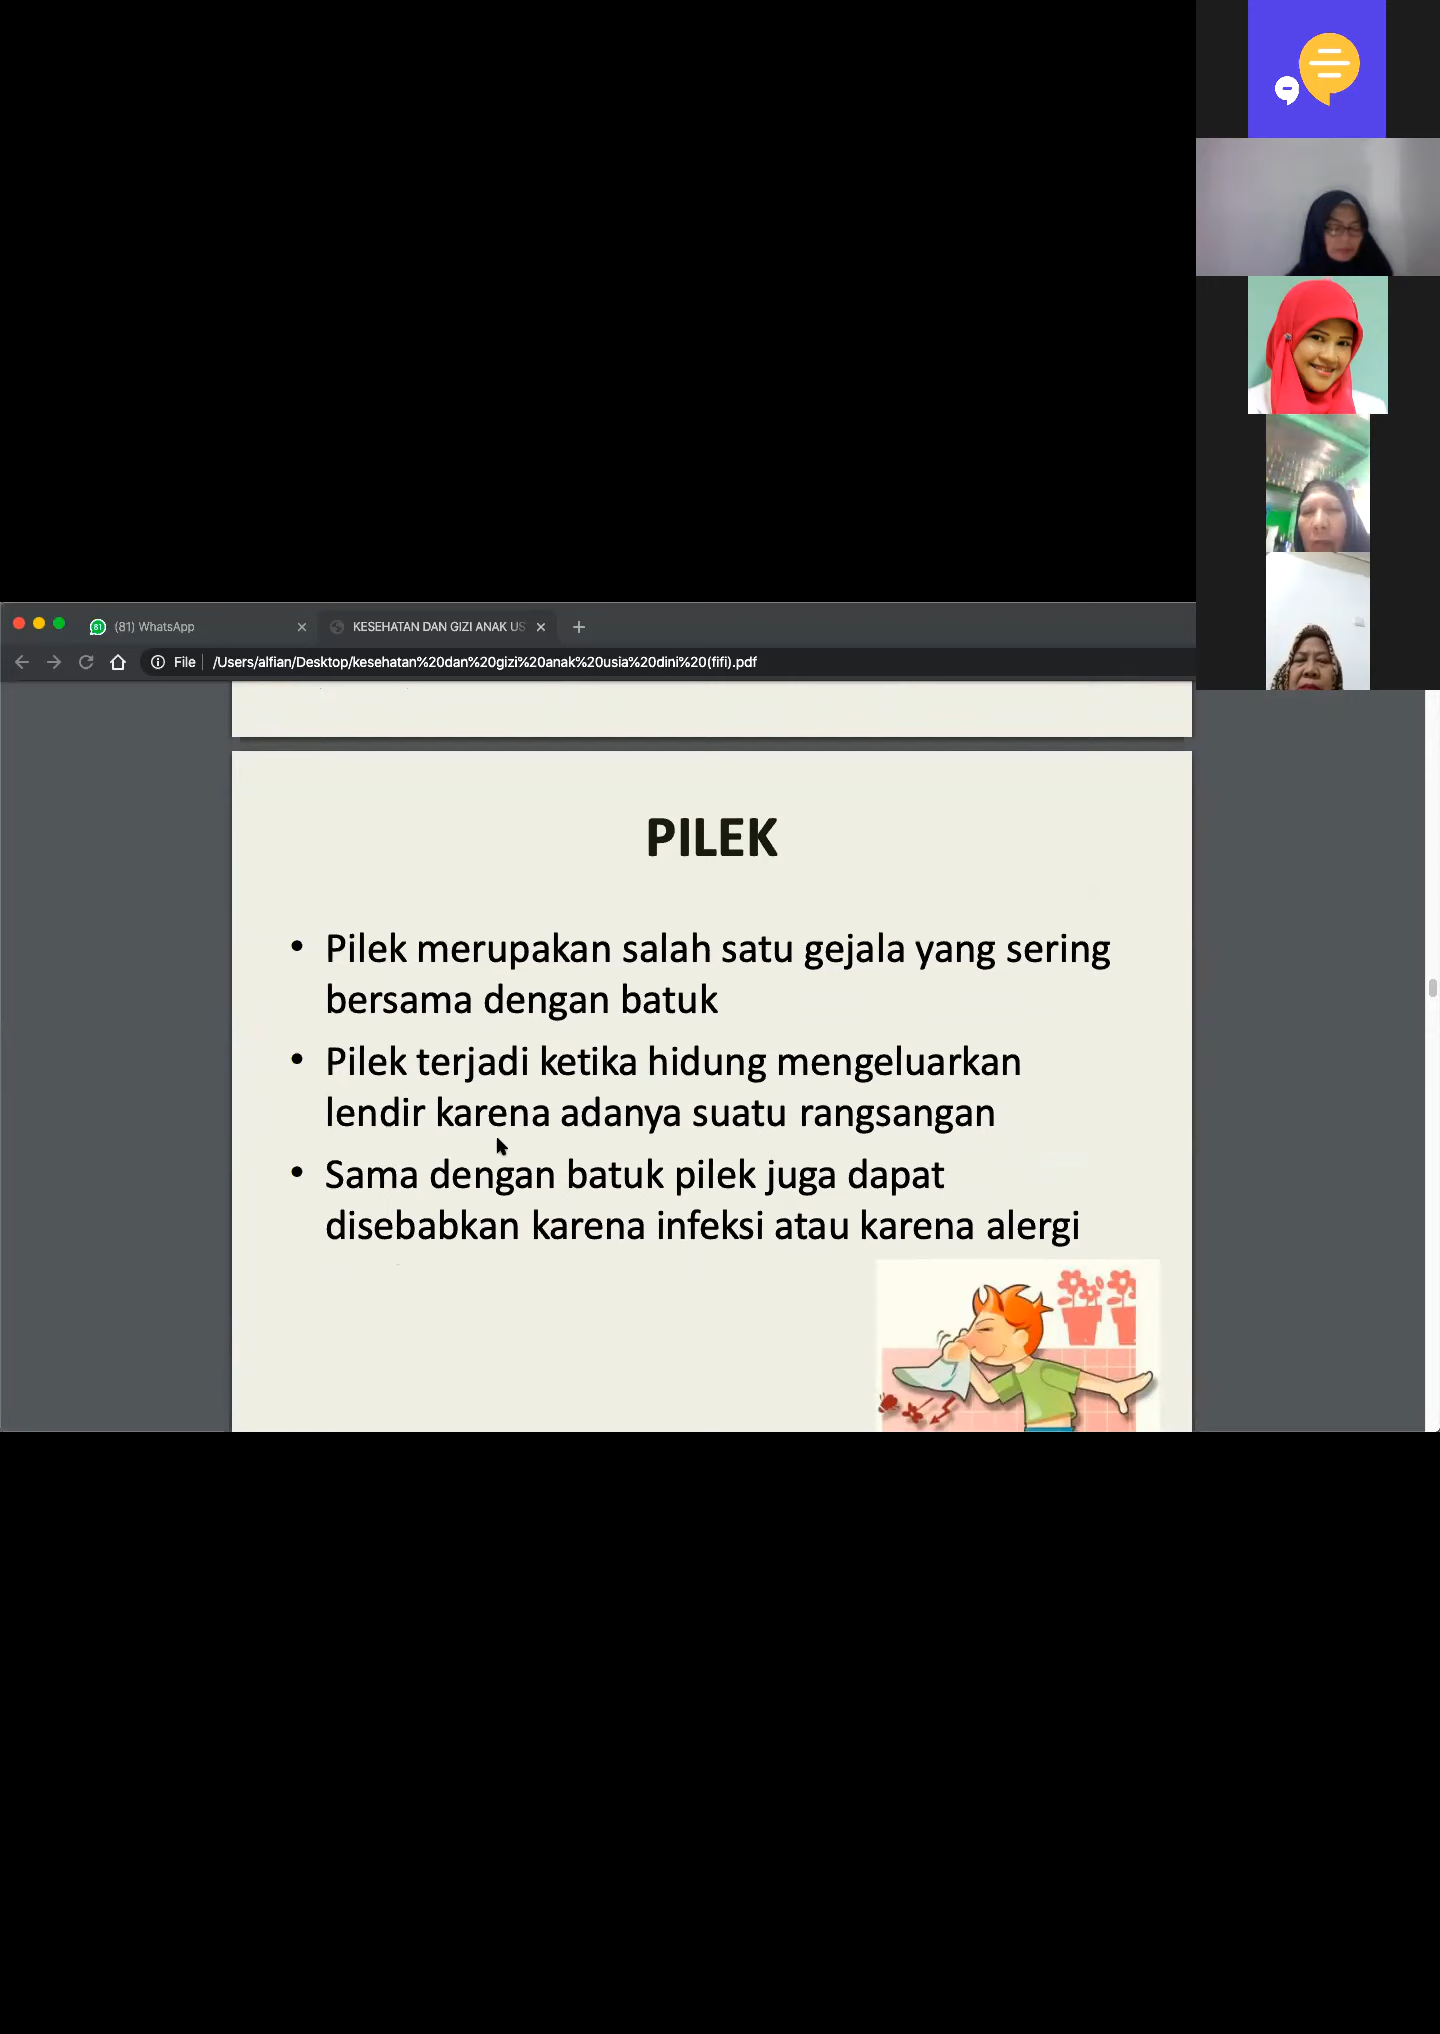 (81) WhatsApp
KESEHATAN DAN GIZI ANAK US
File
/Users/alfian/Desktop/kesehatan%20dan%20gizi%20anak%20usia%20dini%20(fifi).pdf
PILEK
• Pilek merupakan salah satu gejala yang sering
bersama dengan batuk
• Pilek terjadi ketika hidung mengeluarkan
lendir karena adanya suatu rangsangan
• Sama dengan batuk pilek juga dapat
disebabkan karena infeksi atau karena alergi